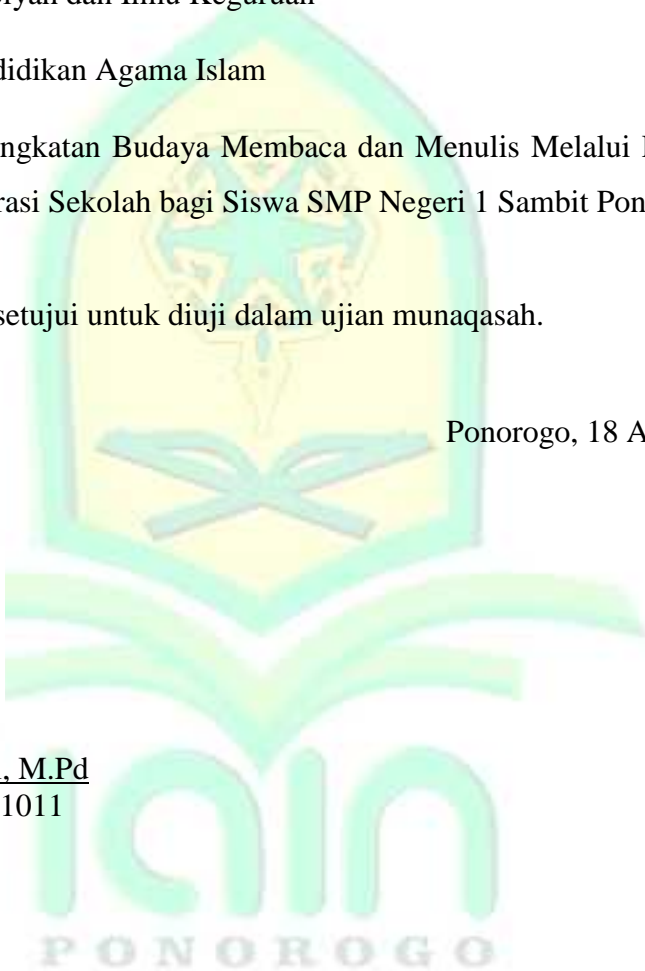 dan Ilmu Keguruan
didikan Agama Islam
ngkatan Budaya Membaca dan Menulis Melalui
rasi Sekolah bagi Siswa SMP Negeri 1 Sambit Pon
setujui untuk diuji dalam ujian munaqasah.
Ponorogo, 18 A
, M.Pd
1011
iain
PONOROGO